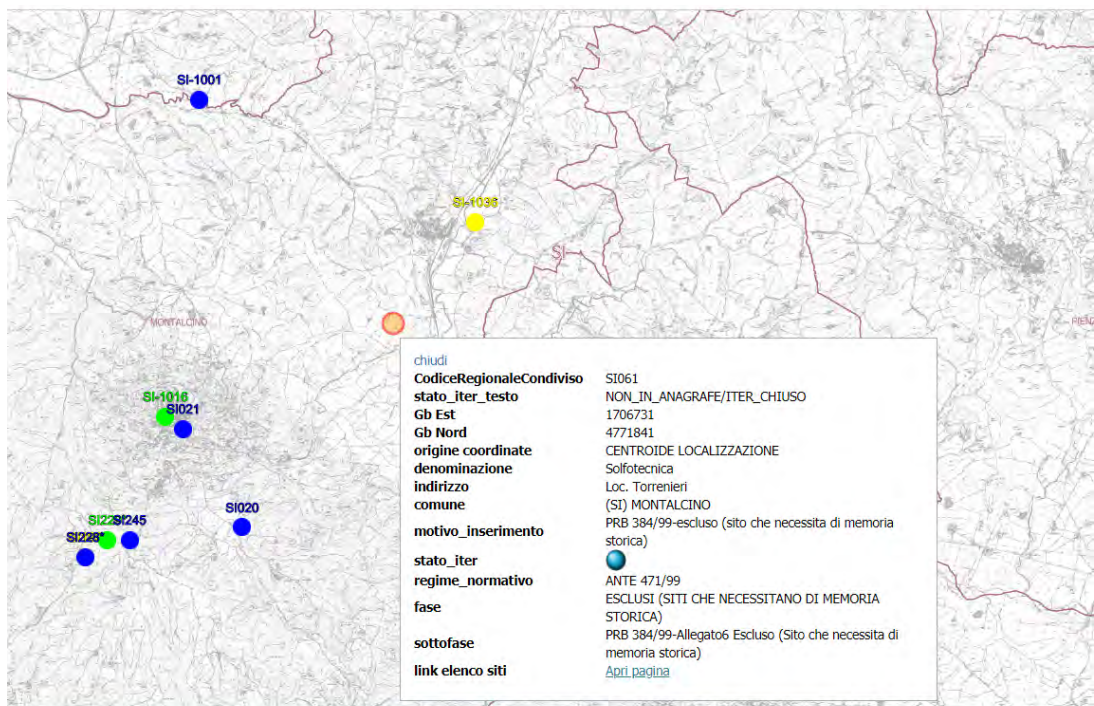 SI-1001
SI-1036
SI
MONTALCINO
chiudi
CodiceRegionaleCondiviso SI061
stato_iter_testo NON_IN_ANAGRAFE/ITER_CHIUSO
Gb Est 1706731
Gb Nord 4771841
origine coordinate CENTROIDE LOCALIZZAZIONE
denominazione Solfotecnica
indirizzo Loc. Torrenieri
comune (SI) MONTALCINO
motivo_inserimento PRB 384/99-escluso (sito che necessita di memoria
storica)
stato_iter
regime_normativo ANTE 471/99
fase ESCLUSI (SITI CHE NECESSITANO DI MEMORIA
STORICA)
sottofase PRB 384/99-Allegato6 Escluso (Sito che necessita di
memoria storica)
link elenco siti Apri pagina
SI-1016
SI021
SI020
SI245
SI228*